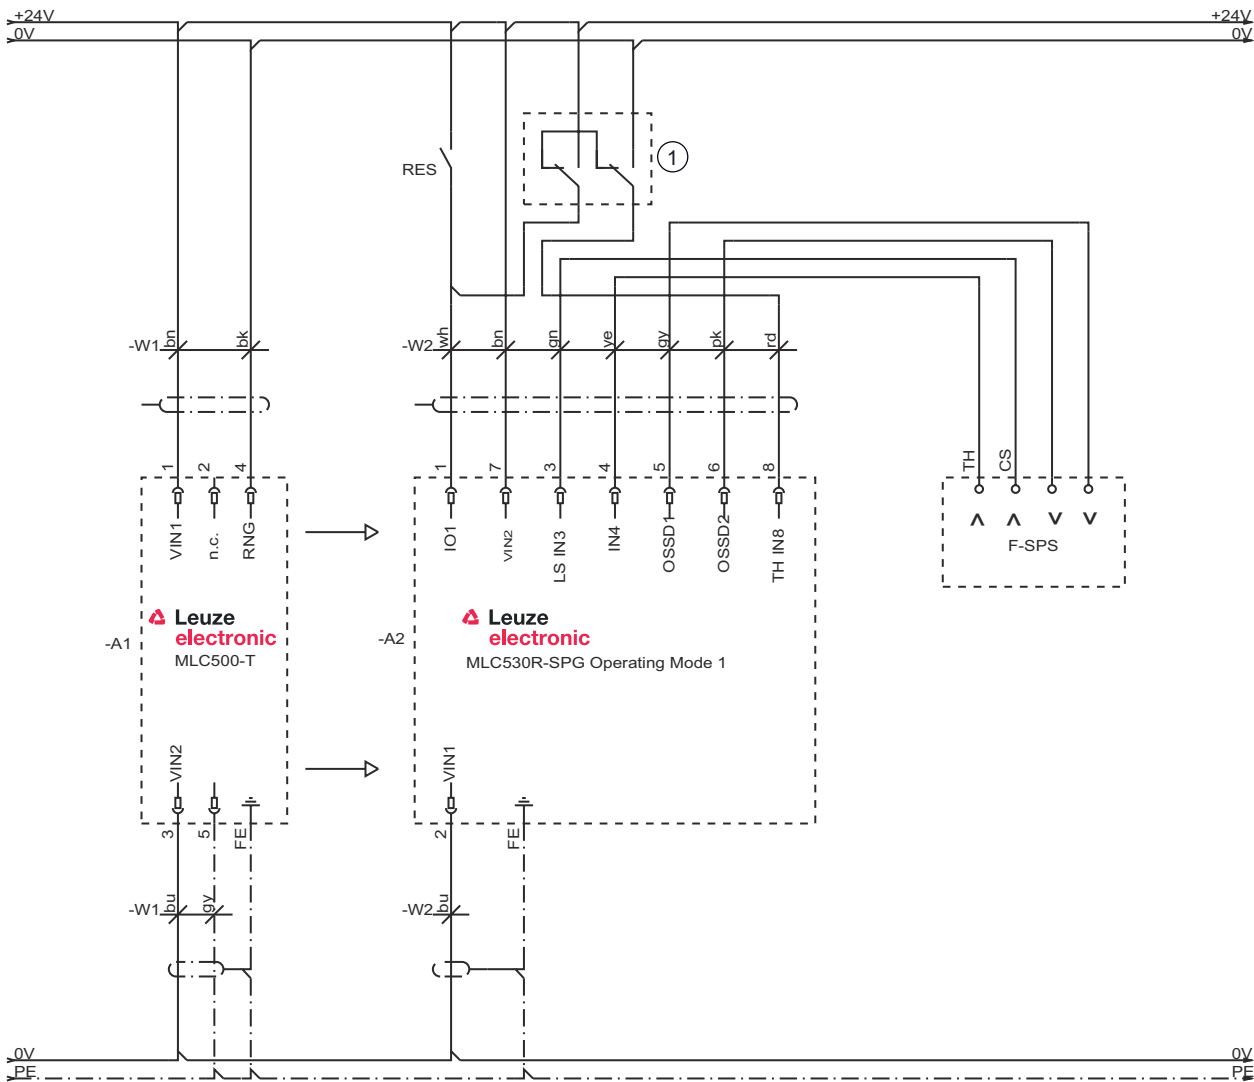 +24V +24V
0V 0V
1
RES
-W1 bn bk
-W2 wh bn gn ye gy pk rd
TH CS
1 2 4
1 7 3 4 5 6 8
VIN1 n.c. RNG
IO1 VIN2 LS IN3 IN4 OSSD1 OSSD2 TH IN8
F-SPS
-A1
Leuze
electronic
MLC500-T
-A2
Leuze
electronic
MLC530R-SPG Operating Mode 1
VIN2
VIN1
3 5 FE
2 FE
-W1 bu gy
-W2 bu
0V 0V
PE PE